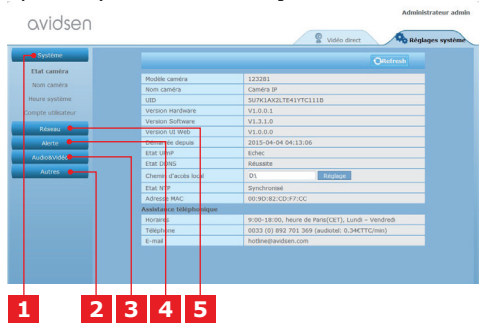 Administrateur admin
avidsen
Vidéo direct
Réglages système
Système
Refresh
Etat caméra
Nom caméra
Heure système
Compte utilisateur
Réseau
Alerte
Audio&Vidéo
Autres
Modèle caméra 123281
Nom caméra Caméra IP
UID 5U7K1AX2LTE41YTC111B
Version Hardware V1.0.0.1
Version Software V1.3.1.0
Version UI Web V1.0.0.0
Démarrée depuis 2015-04-04 04:13:06
Etat UPnP Echec
Etat DDNS Réussite
Chemin d'accès local D:\ Réglage
Etat NTP Synchronisé
Adresse MAC 00:9D:82:CD:F7:CC
Assistance téléphonique
Horaires 9:00-18:00, heure de Paris(CET), Lundi ~ Vendredi
Téléphone 0033 (0) 892 701 369 (audiotel: 0.34€TTC/min)
E-mail hotline@avidsen.com
1 2 3 4 5